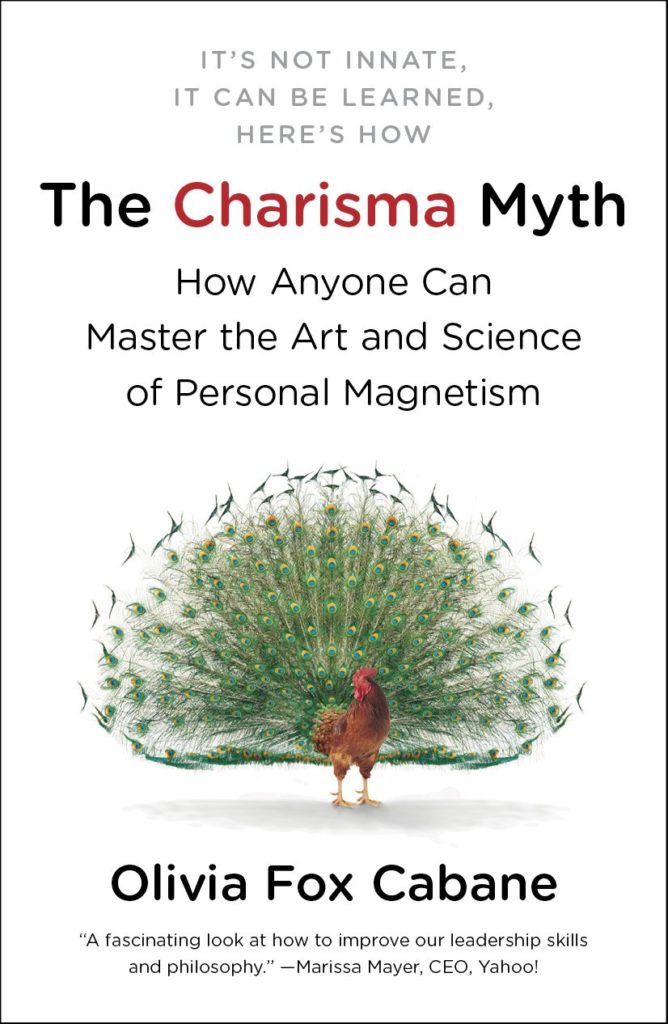 IT'S NOT INNATE,
IT CAN BE LEARNED,
HERE'S HOW
The Charisma Myth
How Anyone Can
Master the Art and Science
of Personal Magnetism
Olivia Fox Cabane
“A fascinating look at how to improve our leadership skills
and philosophy.” —Marissa Mayer, CEO, Yahoo!